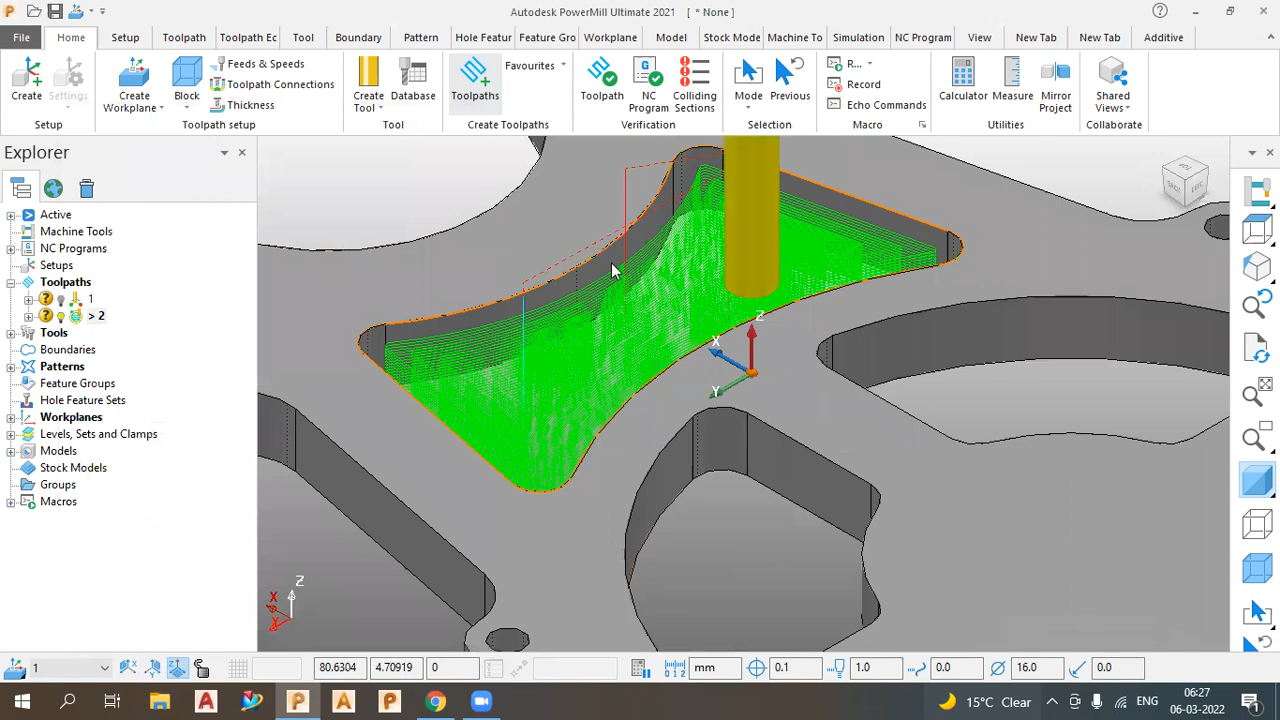 Autodesk PowerMill Ultimate 2021 [ * None ]
File Home Setup Toolpath Toolpath Ec Tool Boundary Pattern Hole Featur Feature Gro Workplane Model Stock Mode Machine To Simulation NC Program View New Tab New Tab Additive
Create
Settings
Setup
Create Workplane
Block
Feeds & Speeds
Toolpath Connections
Thickness
Toolpath setup
Create Tool
Database
Tool
Toolpaths
Favourites
Create Toolpaths
Toolpath
NC Program
Colliding Sections
Verification
Mode
Previous
Selection
R...
Record
Echo Commands
Macro
Calculator
Measure
Mirror Project
Utilities
Shared Views
Collaborate
Explorer
Active
Machine Tools
NC Programs
Setups
Toolpaths
1
> 2
Tools
Boundaries
Patterns
Feature Groups
Hole Feature Sets
Workplanes
Levels, Sets and Clamps
Models
Stock Models
Groups
Macros
Z
X
Y
Z
X
Y
1 80.6304 4.70919 0 mm 0.1 1.0 0.0 16.0 0.0
15°C Clear
ENG
06:27
06-03-2022